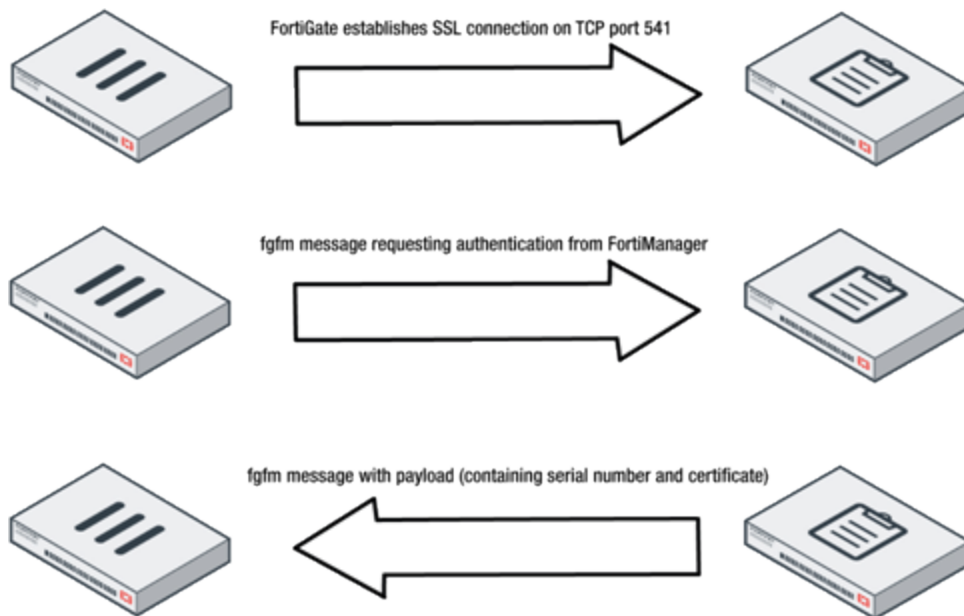 FortiGate establishes SSL connection on TCP port 541
fgfm message requesting authentication from FortiManager
fgfm message with payload (containing serial number and certificate)